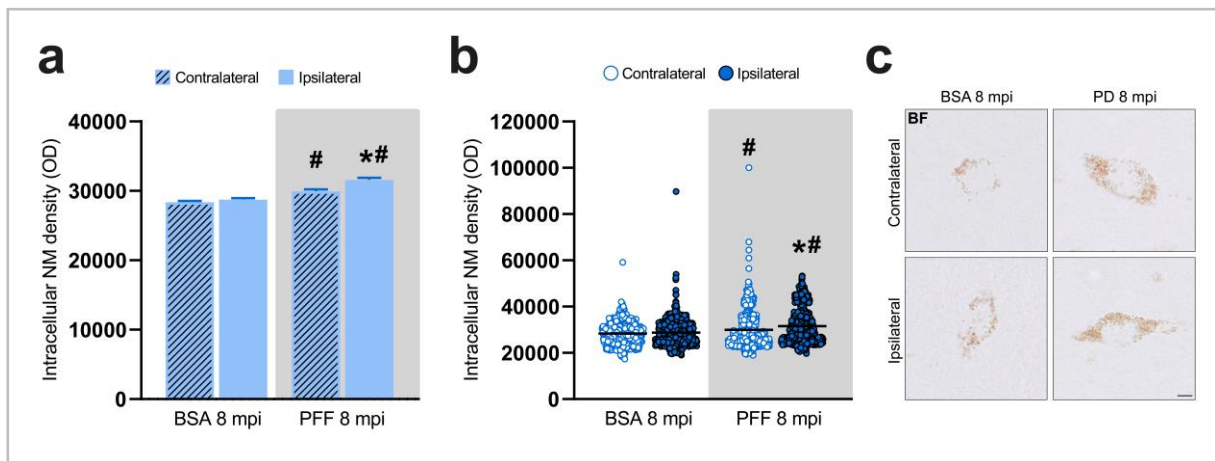 a
Contralateral Ipsilateral
Intracellular NM density (OD)
40000
30000
20000
10000
0
# *#
BSA 8 mpi PFF 8 mpi
b
Contralateral Ipsilateral
Intracellular NM density (OD)
120000
100000
80000
60000
40000
20000
0
#
*#
BSA 8 mpi PFF 8 mpi
c
BSA 8 mpi PD 8 mpi
BF
Contralateral
Ipsilateral